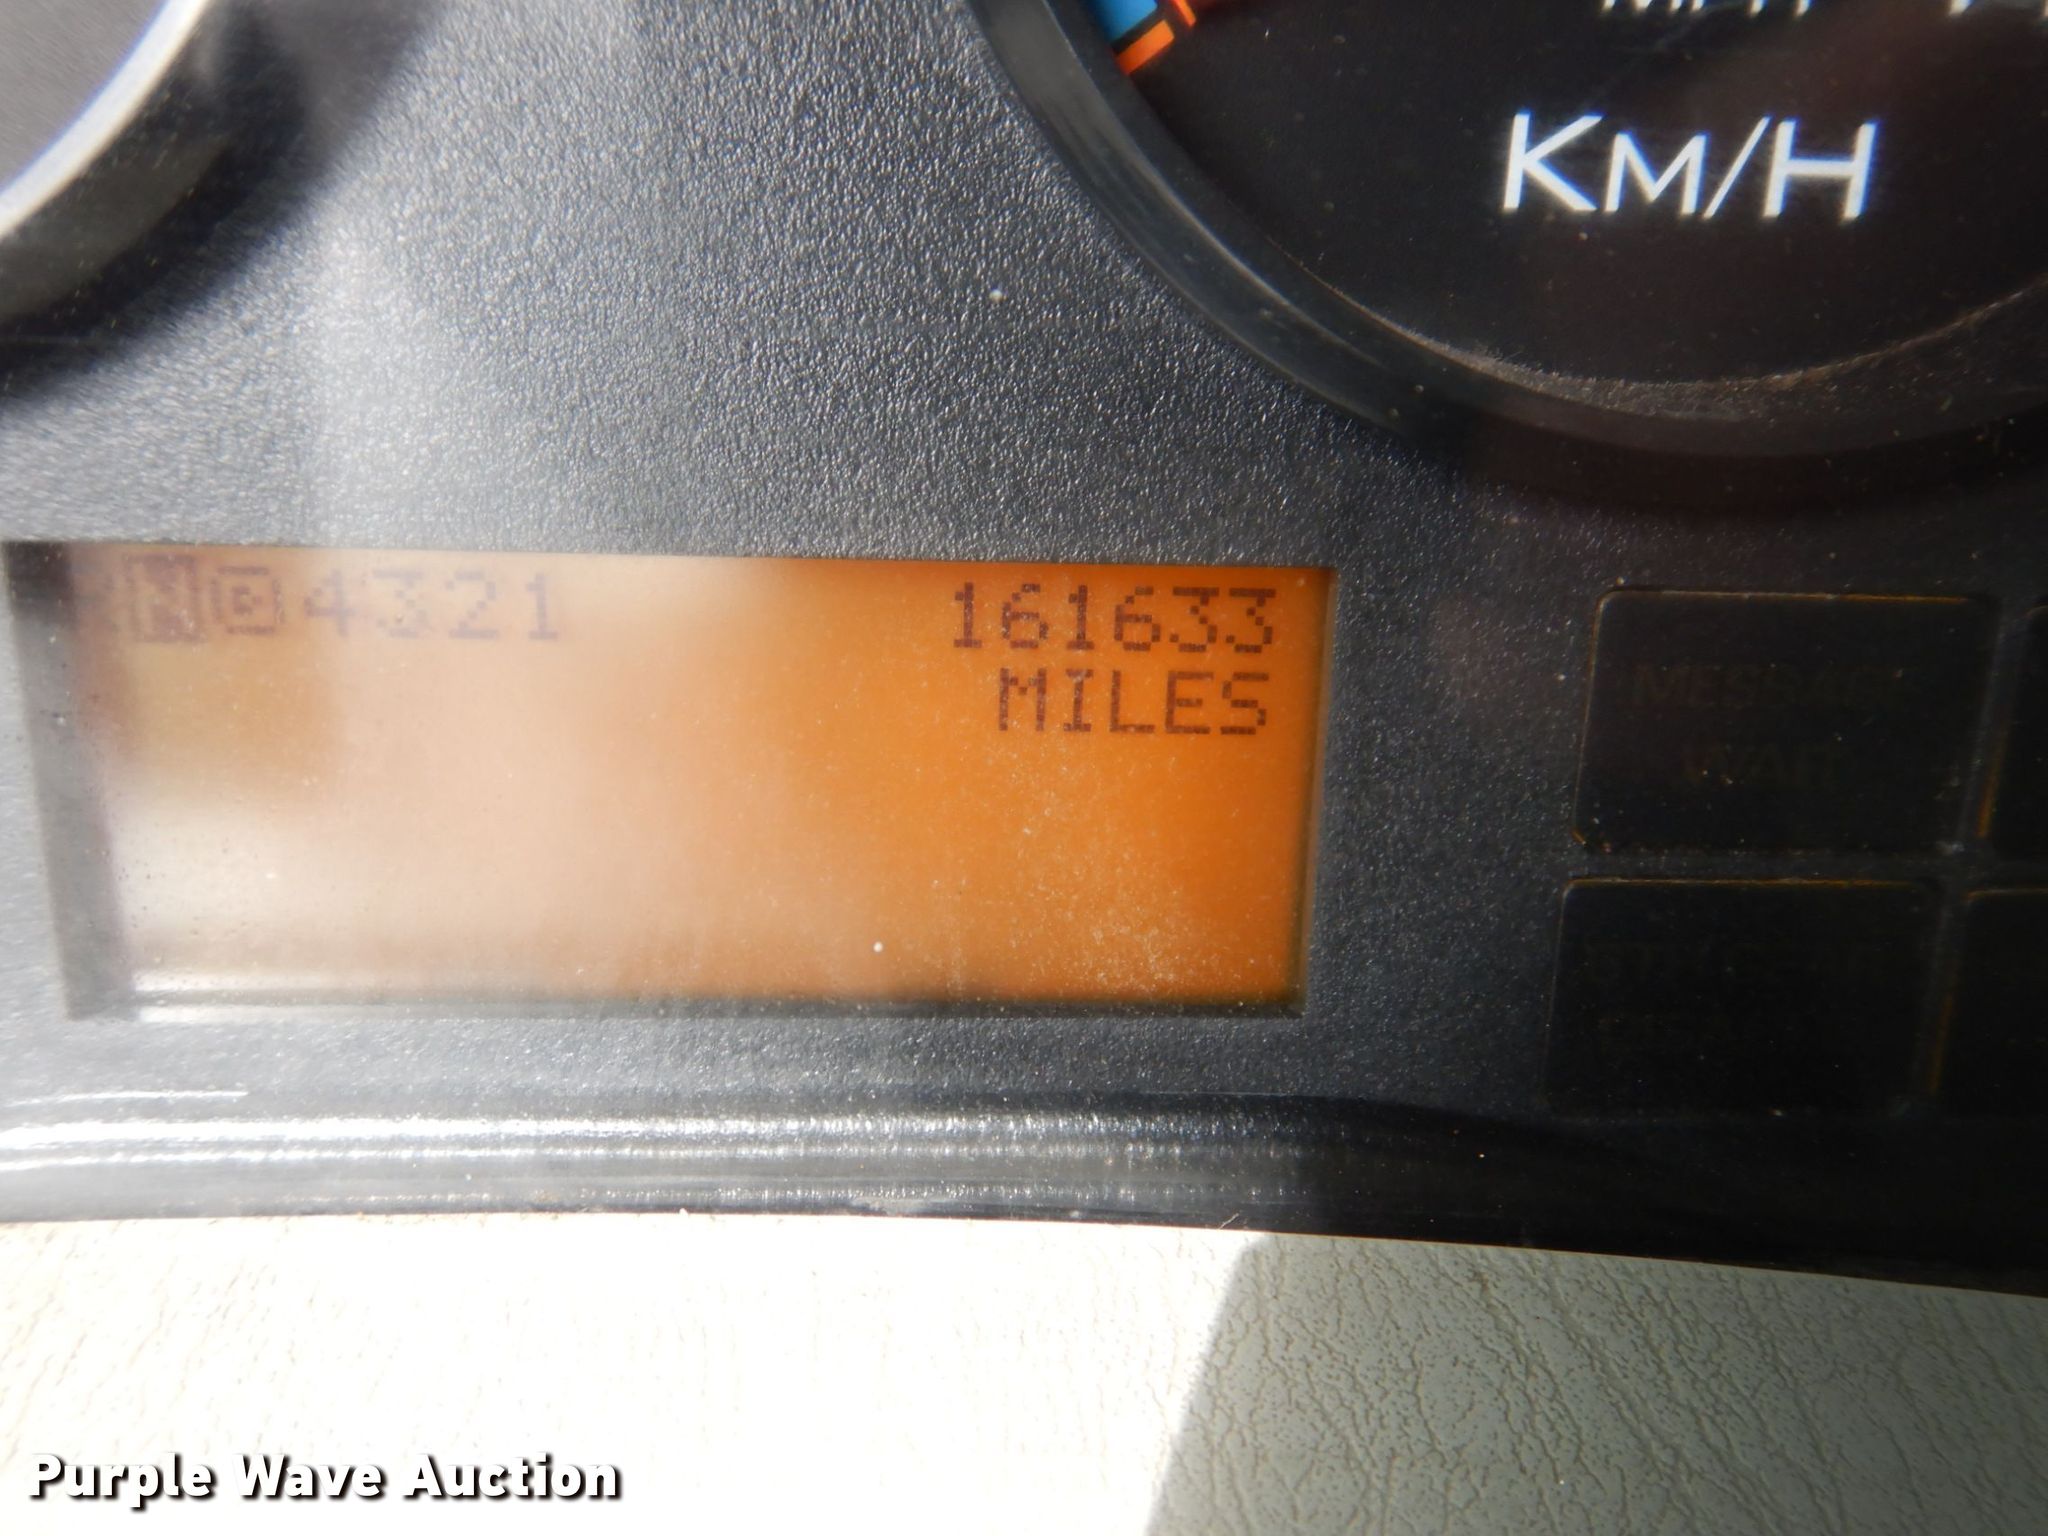 KM/H
N D 4321 161633
MILES
Purple Wave Auction